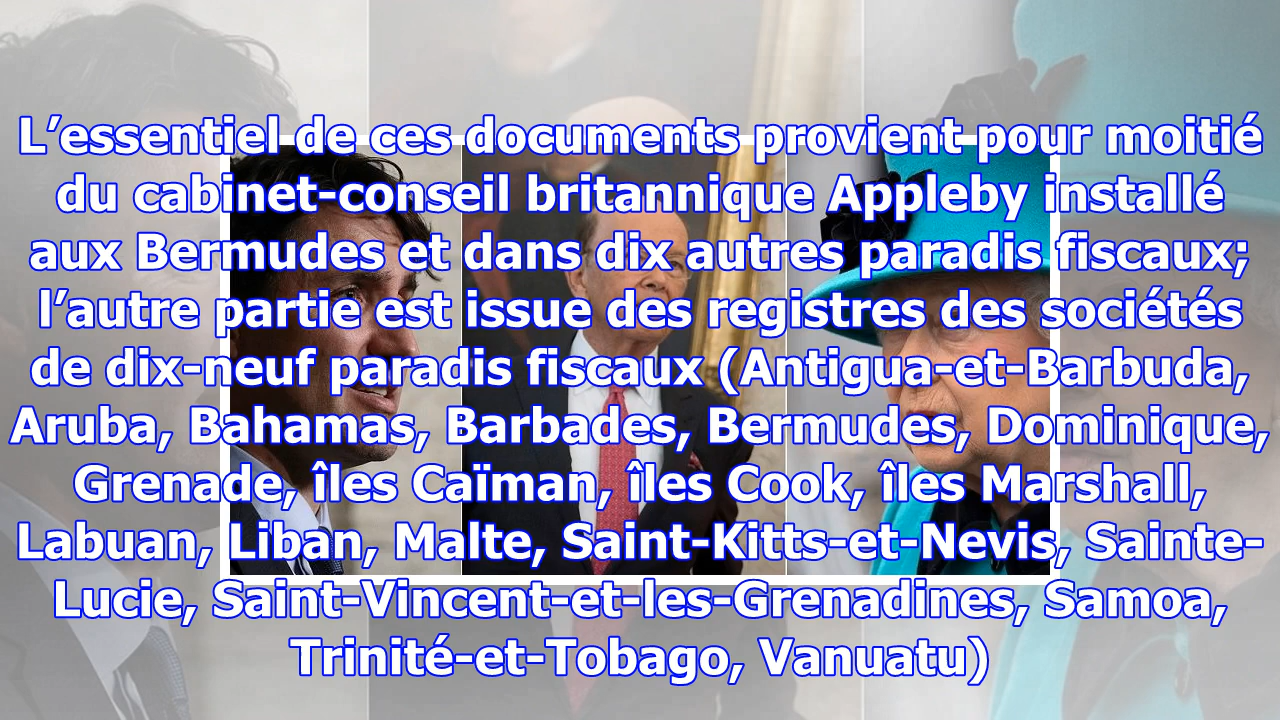 L’essentiel de ces documents provient pour moitié
du cabinet-conseil britannique Appleby installé
aux Bermudes et dans dix autres paradis fiscaux;
l’autre partie est issue des registres des sociétés
de dix-neuf paradis fiscaux (Antigua-et-Barbuda,
Aruba, Bahamas, Barbades, Bermudes, Dominique,
Grenade, îles Caïman, îles Cook, îles Marshall,
Labuan, Liban, Malte, Saint-Kitts-et-Nevis, Sainte-
Lucie, Saint-Vincent-et-les-Grenadines, Samoa,
Trinité-et-Tobago, Vanuatu)